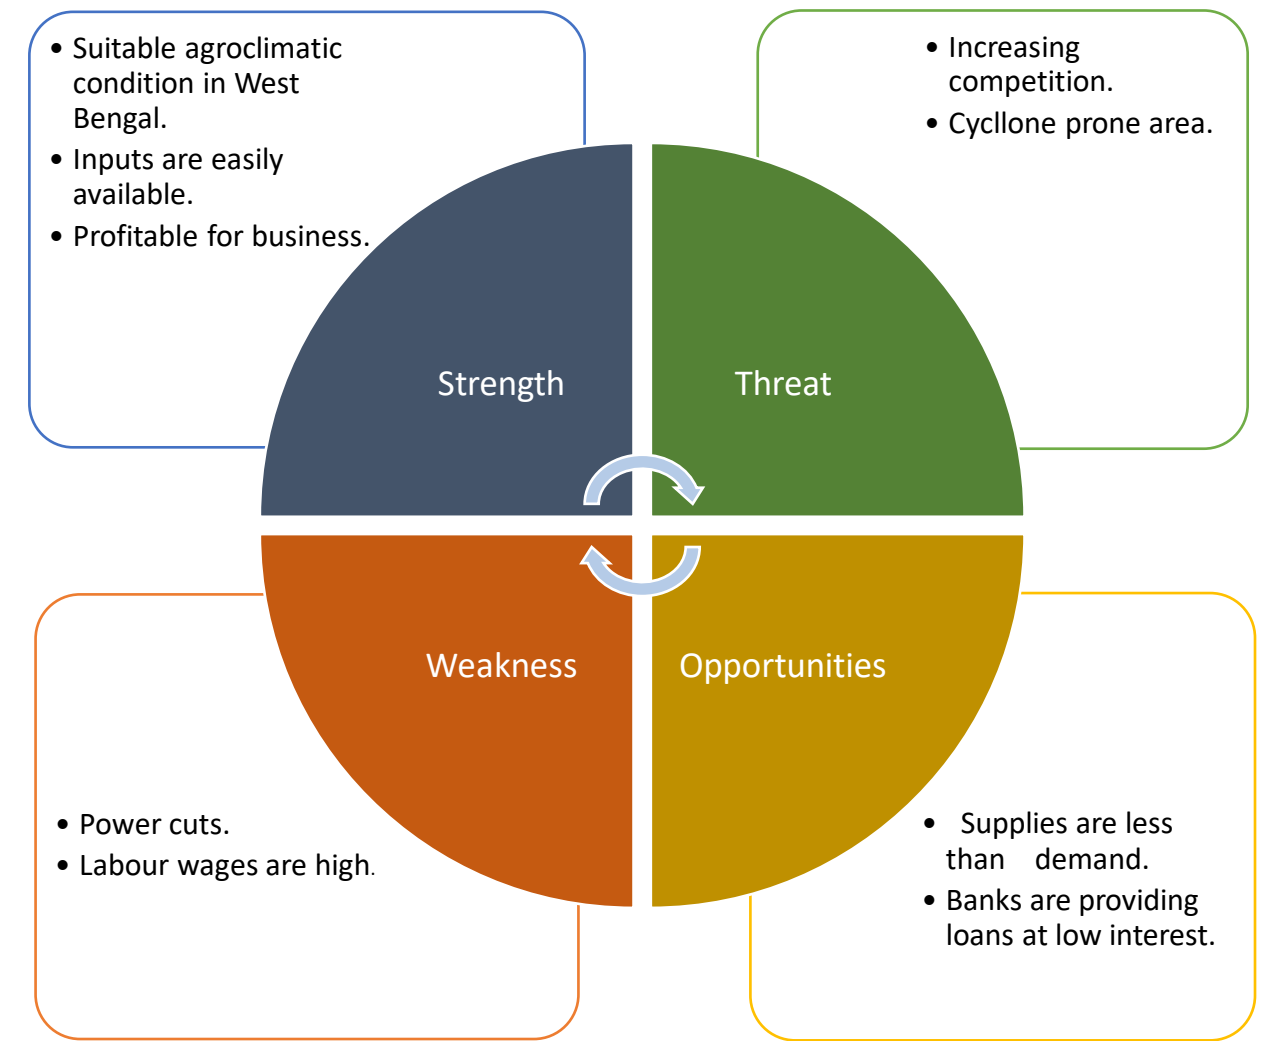 • Suitable agroclimatic
condition in West
Bengal.
• Inputs are easily
available.
• Profitable for business.
• Increasing
competition.
• Cycllone prone area.
Strength
Threat
Weakness
Opportunities
• Power cuts.
• Labour wages are high.
• Supplies are less
than demand.
• Banks are providing
loans at low interest.